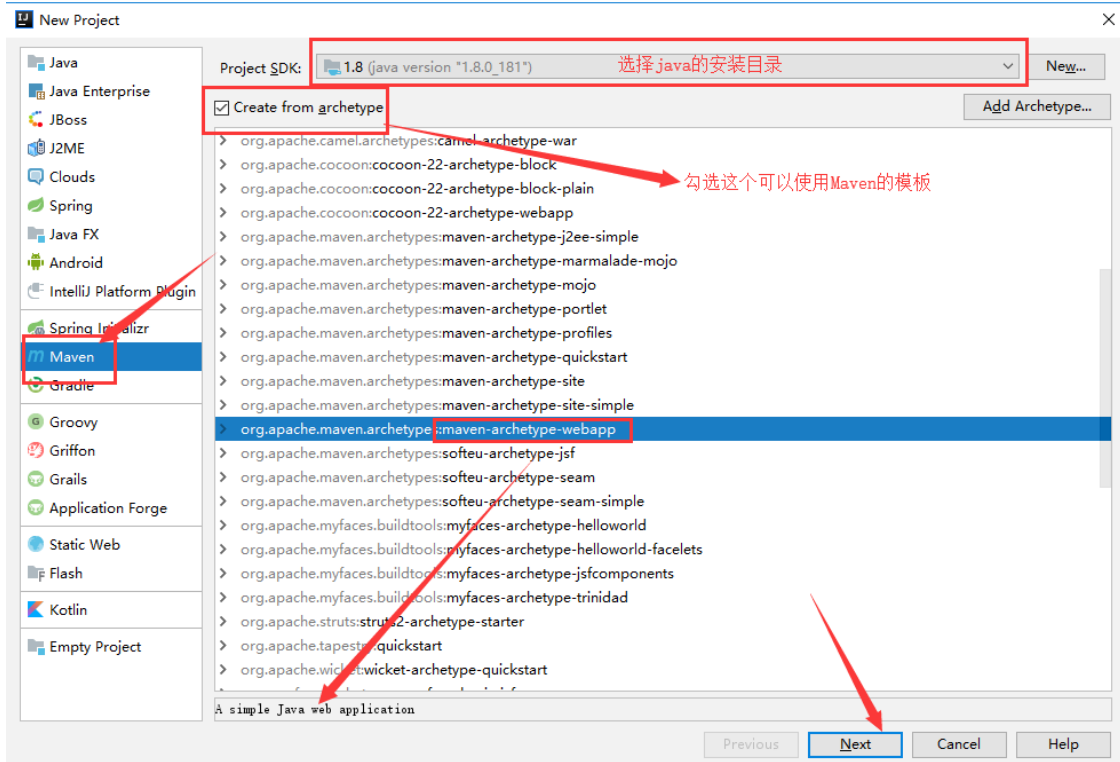 New Project
Java
Java Enterprise
JBoss
J2ME
Clouds
Spring
Java FX
Android
IntelliJ Platform Plugin
Spring Initializr
Maven
Gradle
Groovy
Griffon
Grails
Application Forge
Static Web
Flash
Kotlin
Empty Project
Project SDK: 1.8 (java version "1.8.0_181") 选择java的安装目录 New...
Create from archetype Add Archetype...
org.apache.camel.archetypes:camel-archetype-war
org.apache.cocoon:cocoon-22-archetype-block
勾选这个可以使用Maven的模板
org.apache.cocoon:cocoon-22-archetype-block-plain
org.apache.cocoon:cocoon-22-archetype-webapp
org.apache.maven.archetypes:maven-archetype-j2ee-simple
org.apache.maven.archetypes:maven-archetype-marmalade-mojo
org.apache.maven.archetypes:maven-archetype-mojo
org.apache.maven.archetypes:maven-archetype-portlet
org.apache.maven.archetypes:maven-archetype-profiles
org.apache.maven.archetypes:maven-archetype-quickstart
org.apache.maven.archetypes:maven-archetype-site
org.apache.maven.archetypes:maven-archetype-site-simple
org.apache.maven.archetypes:maven-archetype-webapp
org.apache.maven.archetypes:softeu-archetype-jsf
org.apache.maven.archetypes:softeu-archetype-seam
org.apache.maven.archetypes:softeu-archetype-seam-simple
org.apache.myfaces.buildtools:myfaces-archetype-helloworld
org.apache.myfaces.buildtools:myfaces-archetype-helloworld-facelets
org.apache.myfaces.buildtools:myfaces-archetype-jsfcomponents
org.apache.myfaces.buildtools:myfaces-archetype-trinidad
org.apache.struts:struts2-archetype-starter
org.apache.tapestry:quickstart
org.apache.wicket:wicket-archetype-quickstart
A simple Java web application
Previous Next Cancel Help